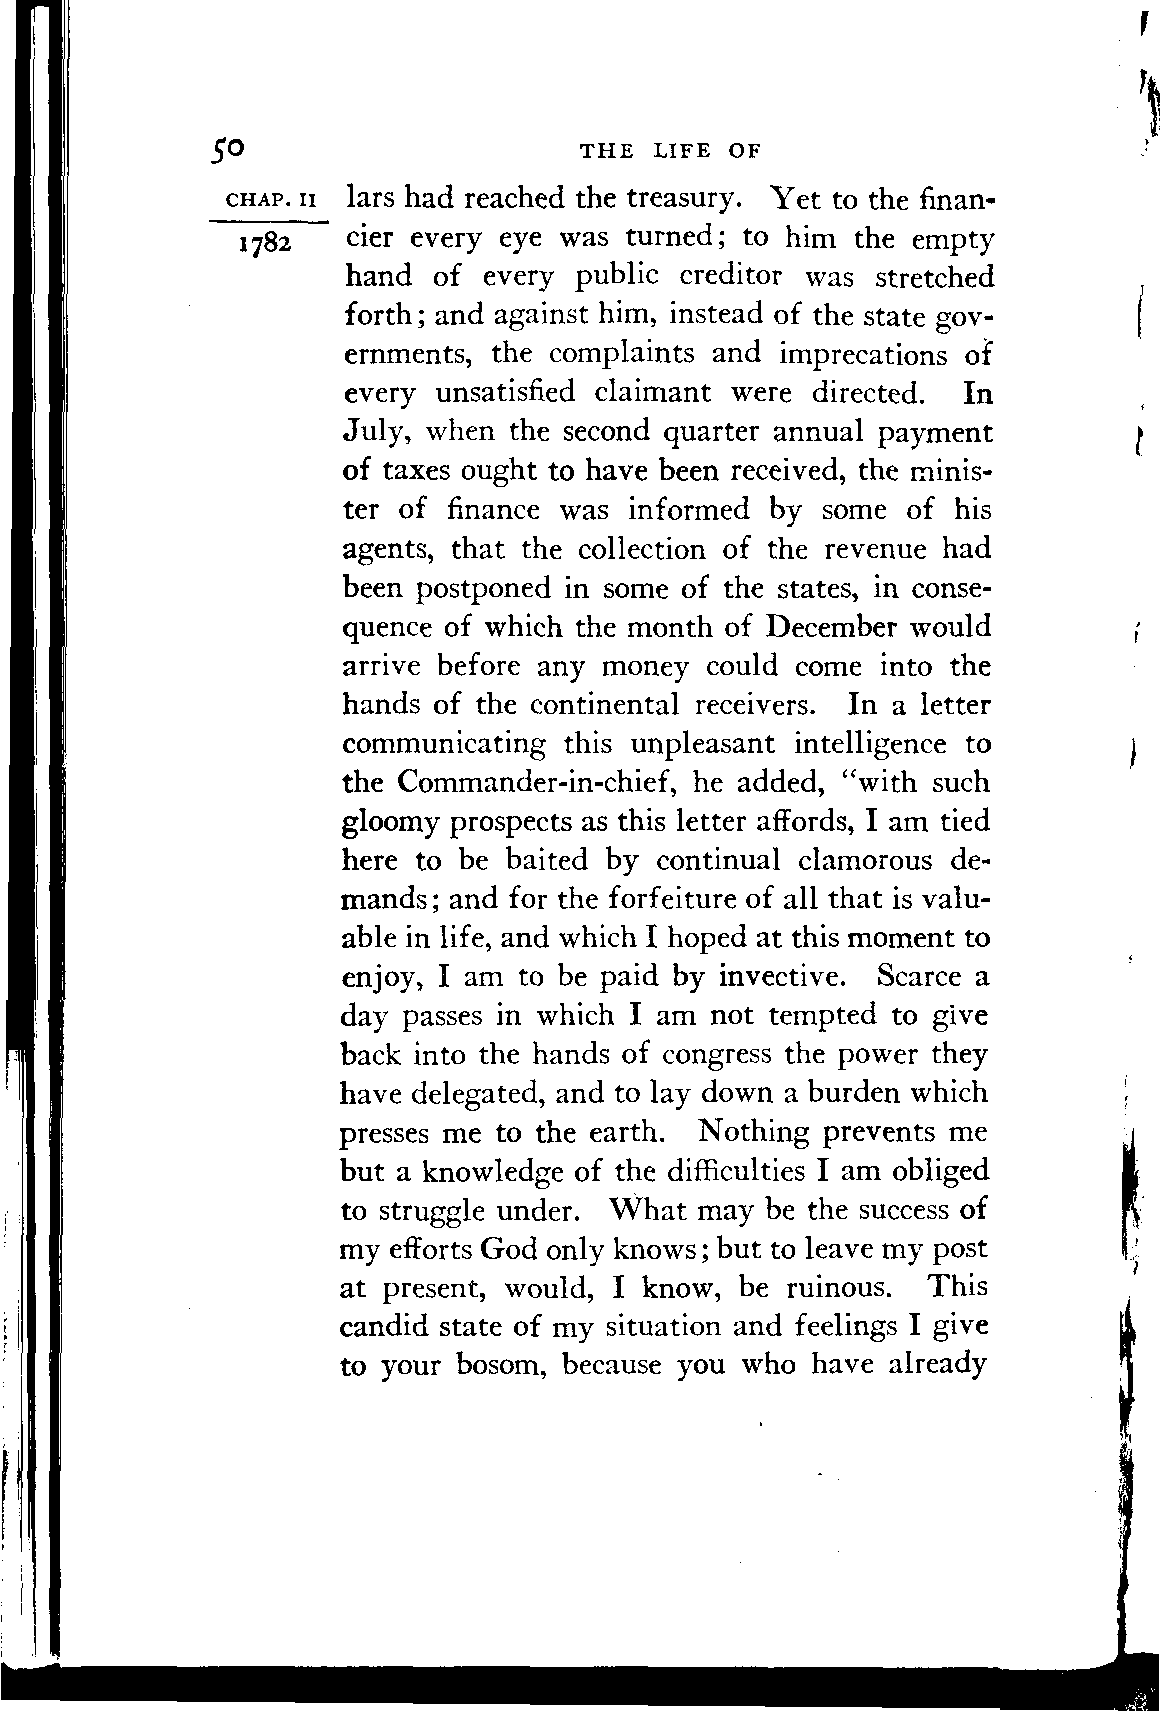 50 THE LIFE OF
CHAP. II lars had reached the treasury. Yet to the finan-
1782 cier every eye was turned; to him the empty
hand of every public creditor was stretched
forth; and against him, instead of the state gov-
ernments, the complaints and imprecations of
every unsatisfied claimant were directed. In
July, when the second quarter annual payment
of taxes ought to have been received, the minis-
ter of finance was informed by some of his
agents, that the collection of the revenue had
been postponed in some of the states, in conse-
quence of which the month of December would
arrive before any money could come into the
hands of the continental receivers. In a letter
communicating this unpleasant intelligence to
the Commander-in-chief, he added, "with such
gloomy prospects as this letter affords, I am tied
here to be baited by continual clamorous de-
mands; and for the forfeiture of all that is valu-
able in life, and which I hoped at this moment to
enjoy, I am to be paid by invective. Scarce a
day passes in which I am not tempted to give
back into the hands of congress the power they
have delegated, and to lay down a burden which
presses me to the earth. Nothing prevents me
but a knowledge of the difficulties I am obliged
to struggle under. What may be the success of
my efforts God only knows; but to leave my post
at present, would, I know, be ruinous. This
candid state of my situation and feelings I give
to your bosom, because you who have already